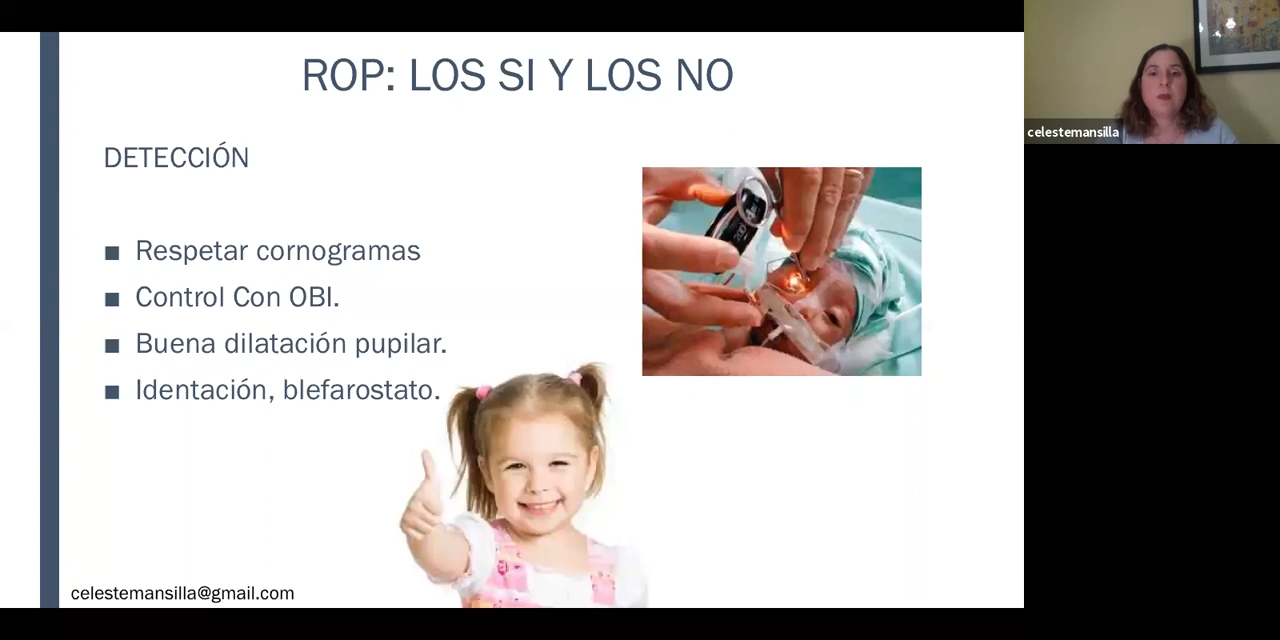 ROP: LOS SI Y LOS NO
DETECCIÓN
■ Respetar cornogramas
■ Control Con OBI.
■ Buena dilatación pupilar.
■ Identación, blefarostato.
celestemansilla@gmail.com
celestemansilla